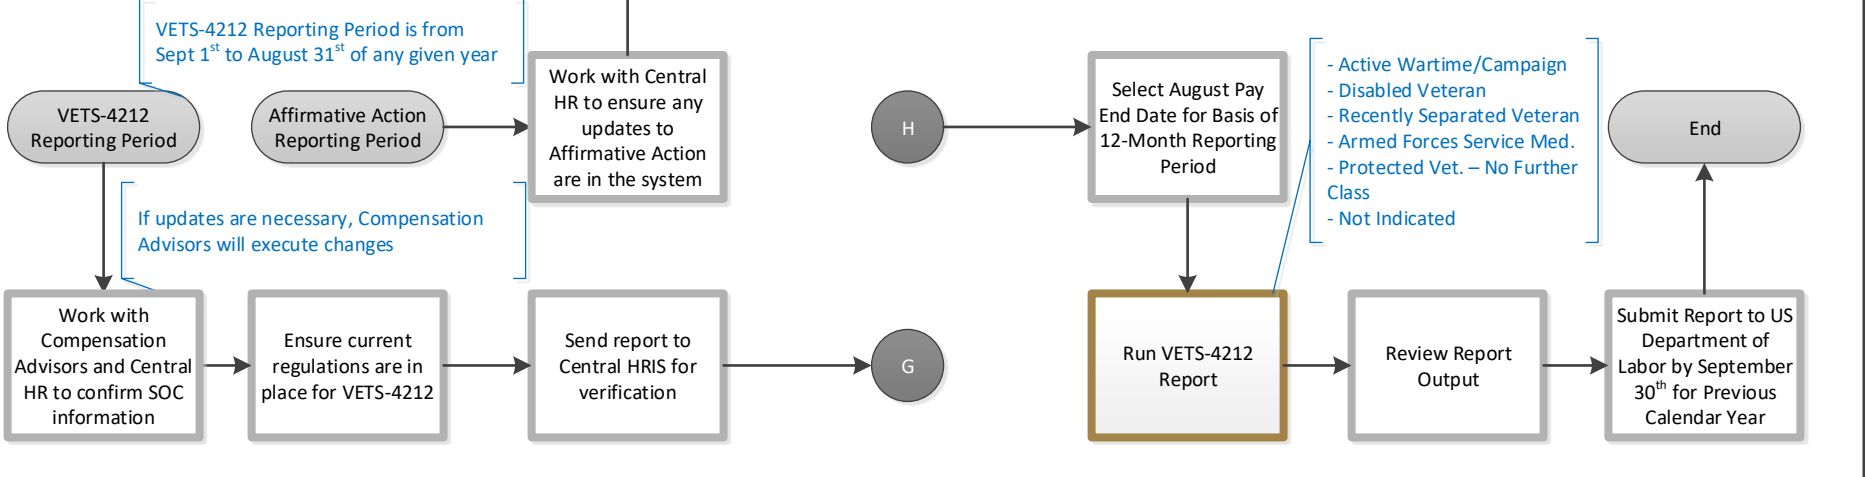 VETS-4212 Reporting Period is from
Sept 1st to August 31st of any given year
VETS-4212
Reporting Period
Affirmative Action
Reporting Period
Work with Central
HR to ensure any
updates to
Affirmative Action
are in the system
If updates are necessary, Compensation
Advisors will execute changes
Work with
Compensation
Advisors and Central
HR to confirm SOC
information
Ensure current
regulations are in
place for VETS-4212
Send report to
Central HRIS for
verification
G
H
Select August Pay
End Date for Basis of
12-Month Reporting
Period
- Active Wartime/Campaign
- Disabled Veteran
- Recently Separated Veteran
- Armed Forces Service Med.
- Protected Vet. – No Further
Class
- Not Indicated
Run VETS-4212
Report
Review Report
Output
Submit Report to US
Department of
Labor by September
30th for Previous
Calendar Year
End